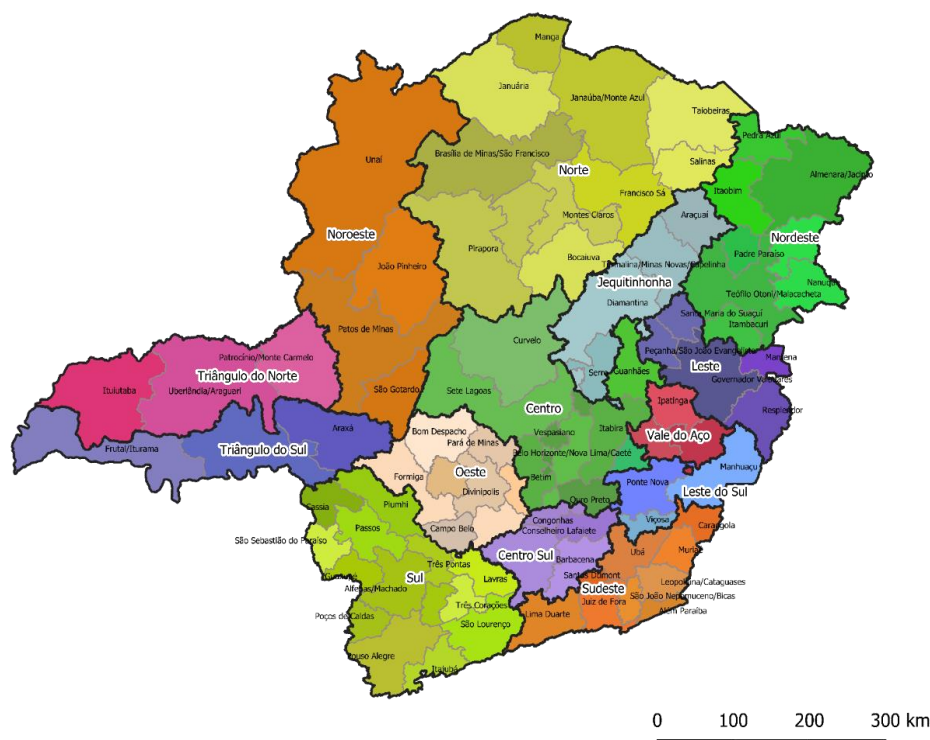 Manga
Januária
Janaúba/Monte Azul
Taiobeiras
Pedra Azul
Unaí
Brasília de Minas/São Francisco
Salinas
Norte
Almenara/Jacinto
Francisco Sá
Itaobim
Montes Claros
Araçuai
Noroeste
Nordeste
Pirapora
Padre Paraíso
Bocaiuva
João Pinheiro
Jequitinhonha
Nanuque
Teófilo Otoni/Malacacheta
Diamantina
Santa Maria do Suaçuí
Itambacuri
Patos de Minas
Curvelo
Peçanha/São João Evangelista
Patrocínio/Monte Carmelo
Mantena
Leste
Triângulo do Norte
Serro
Guanhães
Governador Valadares
Ituiutaba
Uberlândia/Araguari
Sete Lagoas
São Gotardo
Ipatinga
Centro
Resplendor
Araxá
Bom Despacho
Vespasiano
Itabira
Vale do Aço
Pará de Minas
Frutal/Iturama
Triângulo do Sul
Belo Horizonte/Nova Lima/Caeté
Manhuaçu
Oeste
Formiga
Betim
Ponte Nova
Divinípolis
Leste do Sul
Ouro Preto
Piumhi
Cassia
Congonhas
Viçosa
Passos
Campo Belo
Conselheiro Lafaiete
Carangola
São Sebastião do Paraíso
Centro Sul
Ubá
Muriaé
Três Pontas
Barbacena
Sul
Lavras
Santos Dumont
Leopoldina/Cataguases
Alfenas/Machado
Sudeste
São João Nepomuceno/Bicas
Três Corações
Juiz de Fora
Poços de Caldas
Lima Duarte
Além Paraíba
São Lourenço
ouso Alegre
Itajubá
0 100 200 300 km